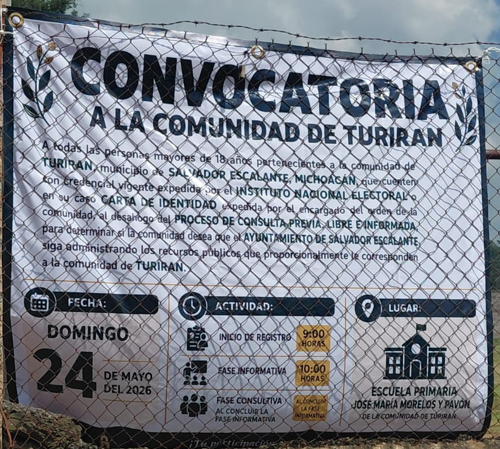 CONVOCATORIA
A LA COMUNIDAD DE TURIRAN
A todas las personas mayores de 18 años pertenecientes a la comunidad de
TURIRAN, municipio de SALVADOR ESCALANTE, MICHOACÁN, que cuenten
con credencial vigente expedida por el INSTITUTO NACIONAL ELECTORAL o
en su caso CARTA DE IDENTIDAD expedida por el encargado del orden de la
comunidad, al desahogo del PROCESO DE CONSULTA PREVIA, LIBRE E INFORMADA,
para determinar si la comunidad desea que el AYUNTAMIENTO DE SALVADOR ESCALANTE,
siga administrando los recursos públicos que proporcionalmente le corresponden
a la comunidad de TURIRAN.
FECHA:
DOMINGO
24 DE MAYO
DEL 2026
ACTIVIDAD:
INICIO DE REGISTRO 9:00
HORAS
FASE INFORMATIVA 10:00
HORAS
FASE CONSULTIVA
AL CONCLUIR LA
FASE INFORMATIVA
AL CONCLUIR
LA FASE
INFORMATIVA
LUGAR:
ESCUELA PRIMARIA
JOSÉ MARÍA MORELOS Y PAVÓN
DE LA COMUNIDAD DE TURIRAN
¡Tu participación